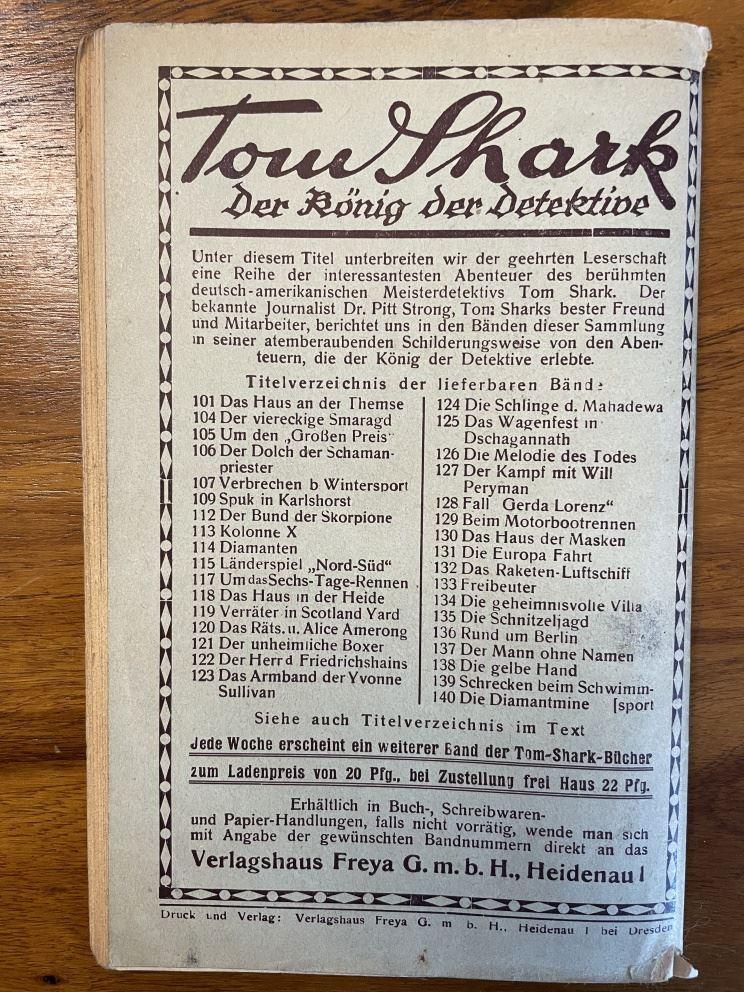 Tom Shark
Der König der Detektive
Unter diesem Titel unterbreiten wir der geehrten Leserschaft
eine Reihe der interessantesten Abenteuer des berühmten
deutsch-amerikanischen Meisterdetektivs Tom Shark. Der
bekannte Journalist Dr. Pitt Strong, Tom Sharks bester Freund
und Mitarbeiter, berichtet uns in den Bänden dieser Sammlung
in seiner atemberaubenden Schilderungsweise von den Aben-
teuern, die der König der Detektive erlebte.
Titelverzeichnis der lieferbaren Bände
101 Das Haus an der Themse
104 Der viereckige Smaragd
105 Um den „Großen Preis“
106 Der Dolch der Schaman-
priester
107 Verbrechen b Wintersport
109 Spuk in Karlshorst
112 Der Bund der Skorpione
113 Kolonne X
114 Diamanten
115 Länderspiel „Nord-Süd“
117 Um das Sechs-Tage-Rennen
118 Das Haus in der Heide
119 Verräter in Scotland Yard
120 Das Räts. u. Alice Amerong
121 Der unheimliche Boxer
122 Der Herr d Friedrichshains
123 Das Armband der Yvonne
Sullivan
124 Die Schlinge d. Mahadewa
125 Das Wagenfest in
Dschagannath
126 Die Melodie des Todes
127 Der Kampf mit Will
Peryman
128 Fall Gerda Lorenz“
129 Beim Motorbootrennen
130 Das Haus der Masken
131 Die Europa Fahrt
132 Das Raketen-Luftschiff
133 Freibeuter
134 Die geheimnisvolle Villa
135 Die Schnitzeljagd
136 Rund um Berlin
137 Der Mann ohne Namen
138 Die gelbe Hand
139 Schrecken beim Schwimm-
140 Die Diamantmine [sport
Siehe auch Titelverzeichnis im Text
Jede Woche erscheint ein weiterer Band der Tom-Shark-Bücher
zum Ladenpreis von 20 Pfg., bei Zustellung frei Haus 22 Pfg.
Erhältlich in Buch-, Schreibwaren-
und Papier-Handlungen, falls nicht vorrätig, wende man sich
mit Angabe der gewünschten Bandnummern direkt an das
Verlagshaus Freya G. m. b. H., Heidenau I
Druck und Verlag: Verlagshaus Freya G. m b. H., Heidenau I bei Dresden